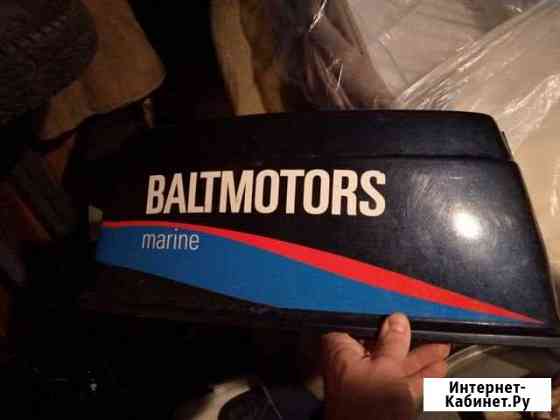 BALTMOTORS
marine
Интернет-
Кабинет.Ру